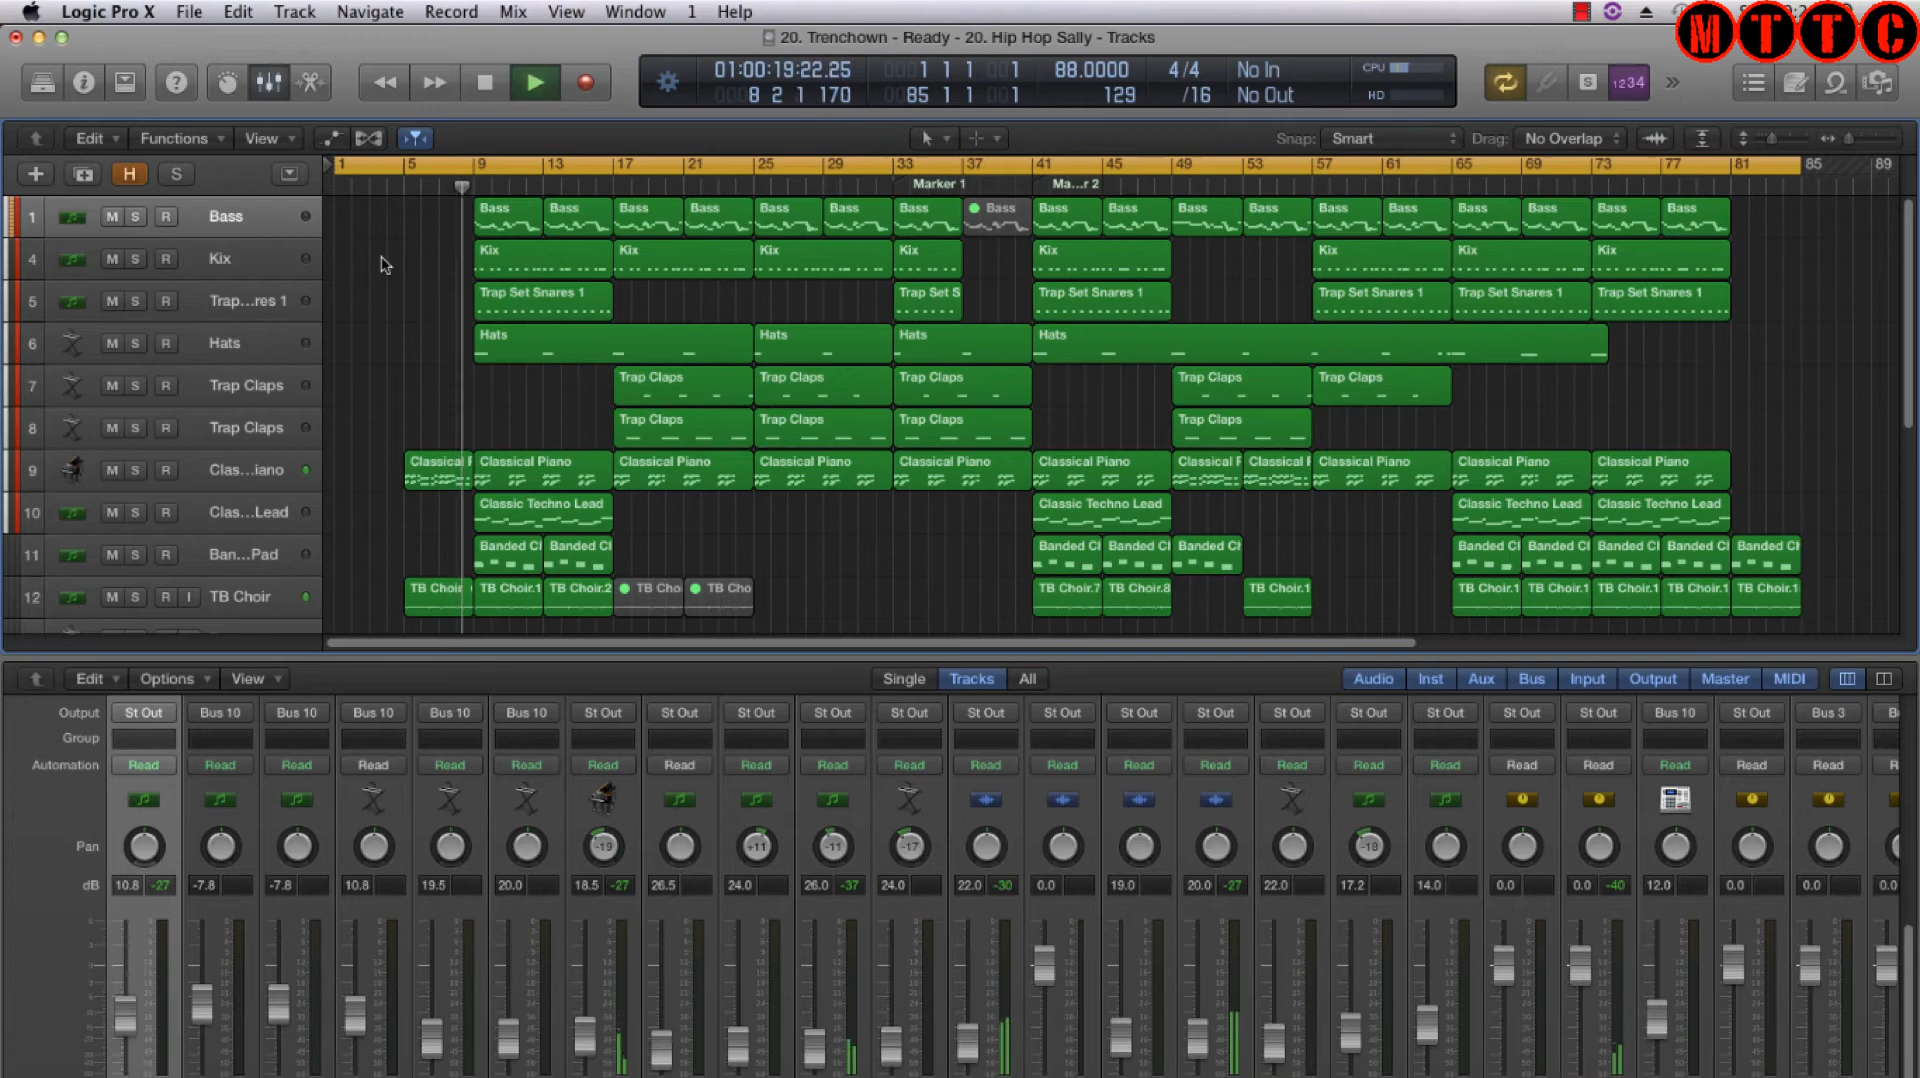 Logic Pro X File Edit Track Navigate Record Mix View Window 1 Help
MTTC
20. Trenchown - Ready - 20. Hip Hop Sally - Tracks
01:00:19:22.25 0001 1 1 001 88.0000 4/4 No In CPU
0008 2 1 170 0085 1 1 001 129 /16 No Out HD
S 1234
Edit Functions View Snap: Smart Drag: No Overlap
H S 1 5 9 13 17 21 25 29 33 37 41 45 49 53 57 61 65 69 73 77 81 85 89
Marker 1 Ma...r 2
1 M S R Bass Bass Bass Bass Bass Bass Bass Bass Bass Bass Bass Bass Bass Bass Bass Bass Bass Bass Bass
4 M S R Kix Kix Kix Kix Kix Kix Kix Kix Kix
5 M S R Trap...res 1 Trap Set Snares 1 Trap Set S Trap Set Snares 1 Trap Set Snares 1 Trap Set Snares 1 Trap Set Snares 1
6 M S R Hats Hats Hats Hats Hats
7 M S R Trap Claps Trap Claps Trap Claps Trap Claps Trap Claps Trap Claps
8 M S R Trap Claps Trap Claps Trap Claps Trap Claps Trap Claps
9 M S R Clas...iano Classical P Classical Piano Classical Piano Classical Piano Classical Piano Classical Piano Classical P Classical P Classical Piano Classical Piano Classical Piano
10 M S R Clas...Lead Classic Techno Lead Classic Techno Lead Classic Techno Lead Classic Techno Lead
11 M S R Ban...Pad Banded Ch Banded Ch Banded Ch Banded Ch Banded Ch Banded Ch Banded Ch Banded Ch Banded Ch Banded Ch
12 M S R I TB Choir TB Choir TB Choir.1 TB Choir.2 TB Cho TB Cho TB Choir.7 TB Choir.8 TB Choir.1 TB Choir.1 TB Choir.1 TB Choir.1 TB Choir.1 TB Choir.1
Edit Options View Single Tracks All Audio Inst Aux Bus Input Output Master MIDI
Output St Out Bus 10 Bus 10 Bus 10 Bus 10 Bus 10 St Out St Out St Out St Out St Out St Out St Out St Out St Out St Out St Out St Out St Out St Out Bus 10 St Out Bus 3
Group
Automation Read Read Read Read Read Read Read Read Read Read Read Read Read Read Read Read Read Read Read Read Read Read Read
Pan -19 +11 -11 -17 -18
dB 10.8 -27 -7.8 -7.8 10.8 19.5 20.0 18.5 -27 26.5 24.0 26.0 -37 24.0 22.0 -30 0.0 19.0 20.0 -27 22.0 17.2 14.0 0.0 0.0 -40 12.0 0.0 0.0 0.0